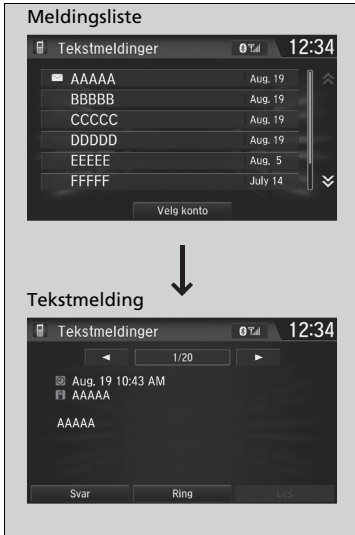 Meldingsliste
Tekstmeldinger 12:34
AAAAA Aug. 19
BBBBB Aug. 19
CCCCC Aug. 19
DDDDD Aug. 19
EEEEE Aug. 5
FFFFF July 14
Velg konto
Tekstmelding
Tekstmeldinger 12:34
1/20
Aug. 19 10:43 AM
AAAAA
AAAAA
Svar Ring Les